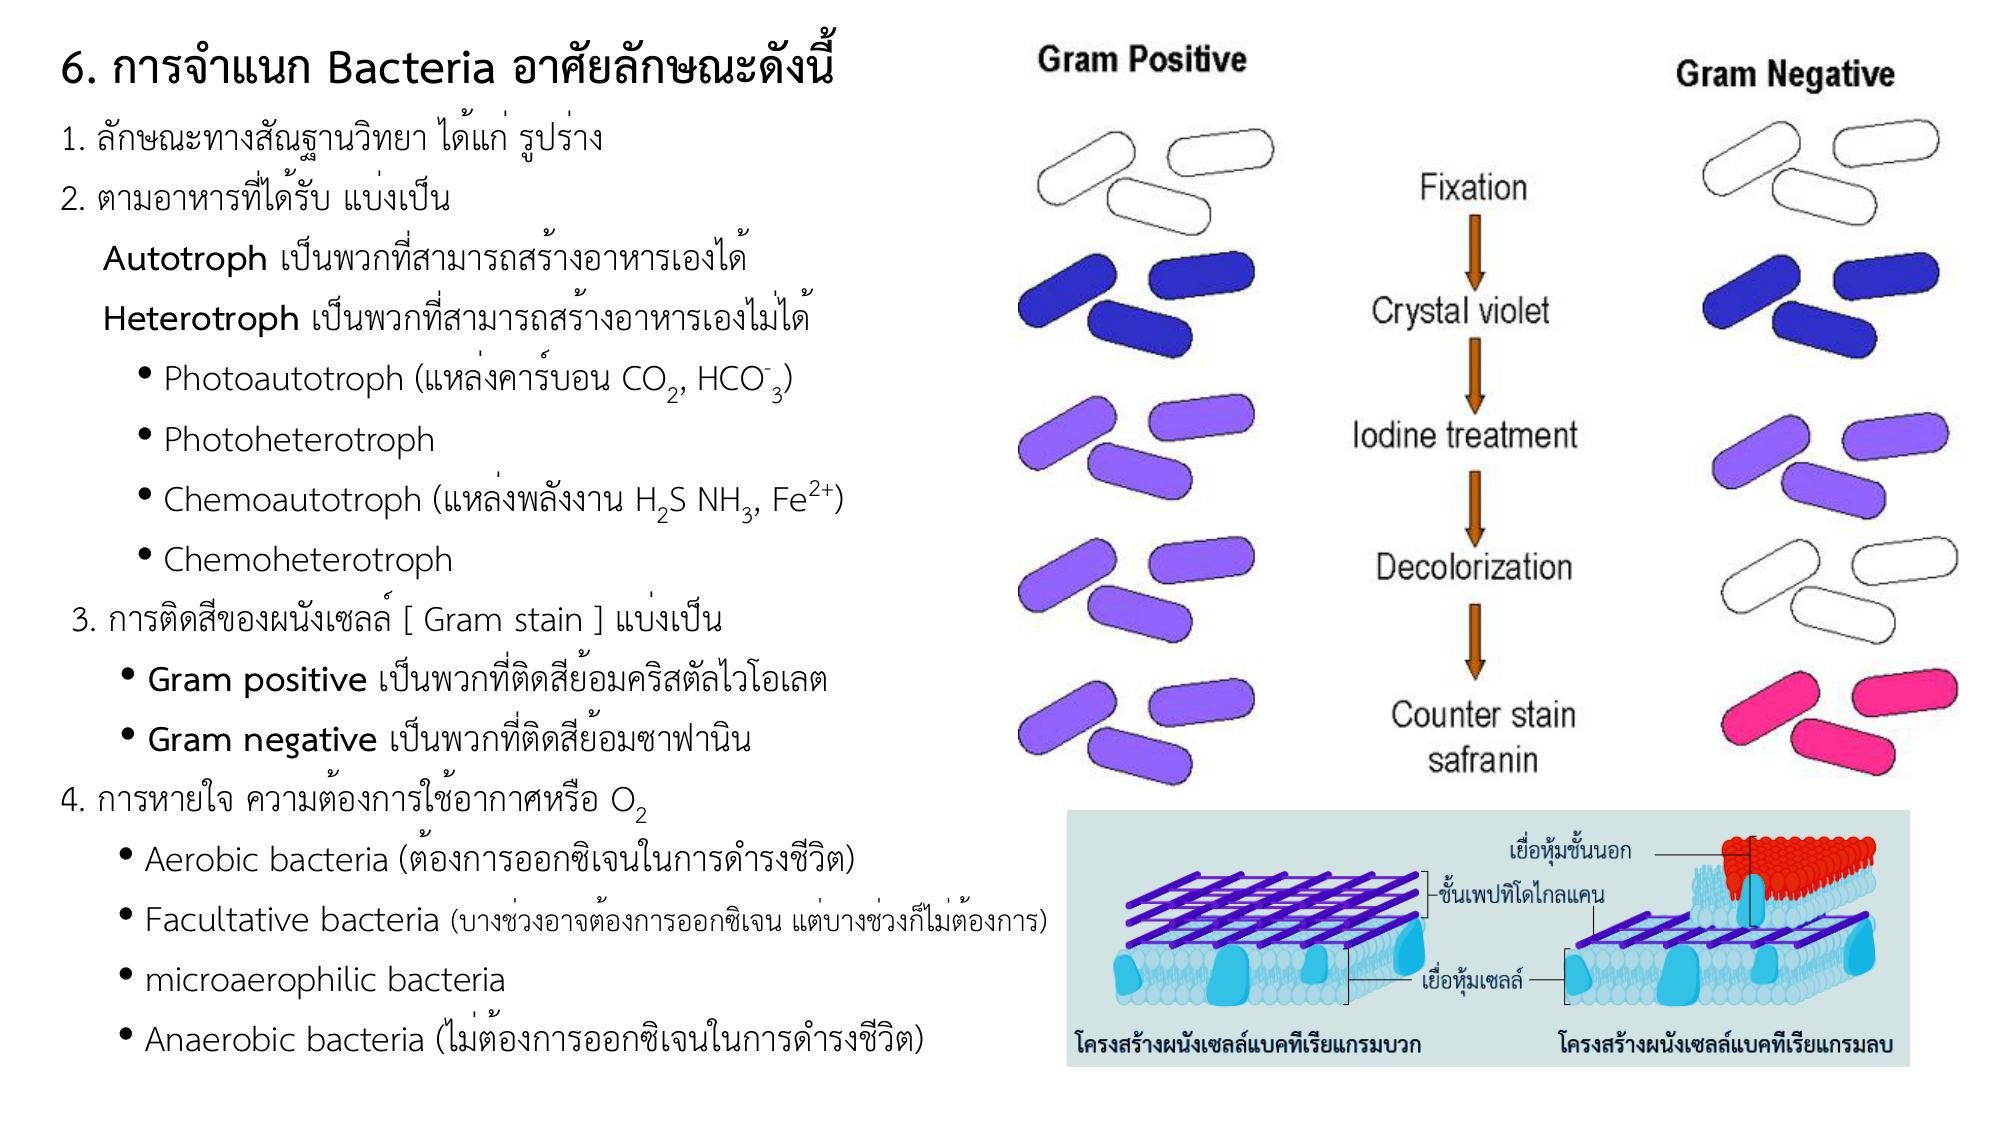 6. การจำแนก Bacteria อาศัยลักษณะดังนี้
1. ลักษณะทางสัณฐานวิทยา ได้แก่ รูปร่าง
2. ตามอาหารที่ได้รับ แบ่งเป็น
Autotroph เป็นพวกที่สามารถสร้างอาหารเองได้
Heterotroph เป็นพวกที่สามารถสร้างอาหารเองไม่ได้
• Photoautotroph (แหล่งคาร์บอน CO₂, HCO⁻₃)
• Photoheterotroph
• Chemoautotroph (แหล่งพลังงาน H₂S NH₃, Fe²⁺)
• Chemoheterotroph
3. การติดสีของผนังเซลล์ [ Gram stain ] แบ่งเป็น
• Gram positive เป็นพวกที่ติดสีย้อมคริสตัลไวโอเลต
• Gram negative เป็นพวกที่ติดสีย้อมซาฟานิน
4. การหายใจ ความต้องการใช้อากาศหรือ O₂
• Aerobic bacteria (ต้องการออกซิเจนในการดำรงชีวิต)
• Facultative bacteria (บางช่วงอาจต้องการออกซิเจน แต่บางช่วงก็ไม่ต้องการ)
• microaerophilic bacteria
• Anaerobic bacteria (ไม่ต้องการออกซิเจนในการดำรงชีวิต)
Gram Positive
Gram Negative
Fixation
Crystal violet
Iodine treatment
Decolorization
Counter stain
safranin
เยื่อหุ้มชั้นนอก
ชั้นเพปทิโดไกลแคน
เยื่อหุ้มเซลล์
โครงสร้างผนังเซลล์แบคทีเรียแกรมบวก
โครงสร้างผนังเซลล์แบคทีเรียแกรมลบ